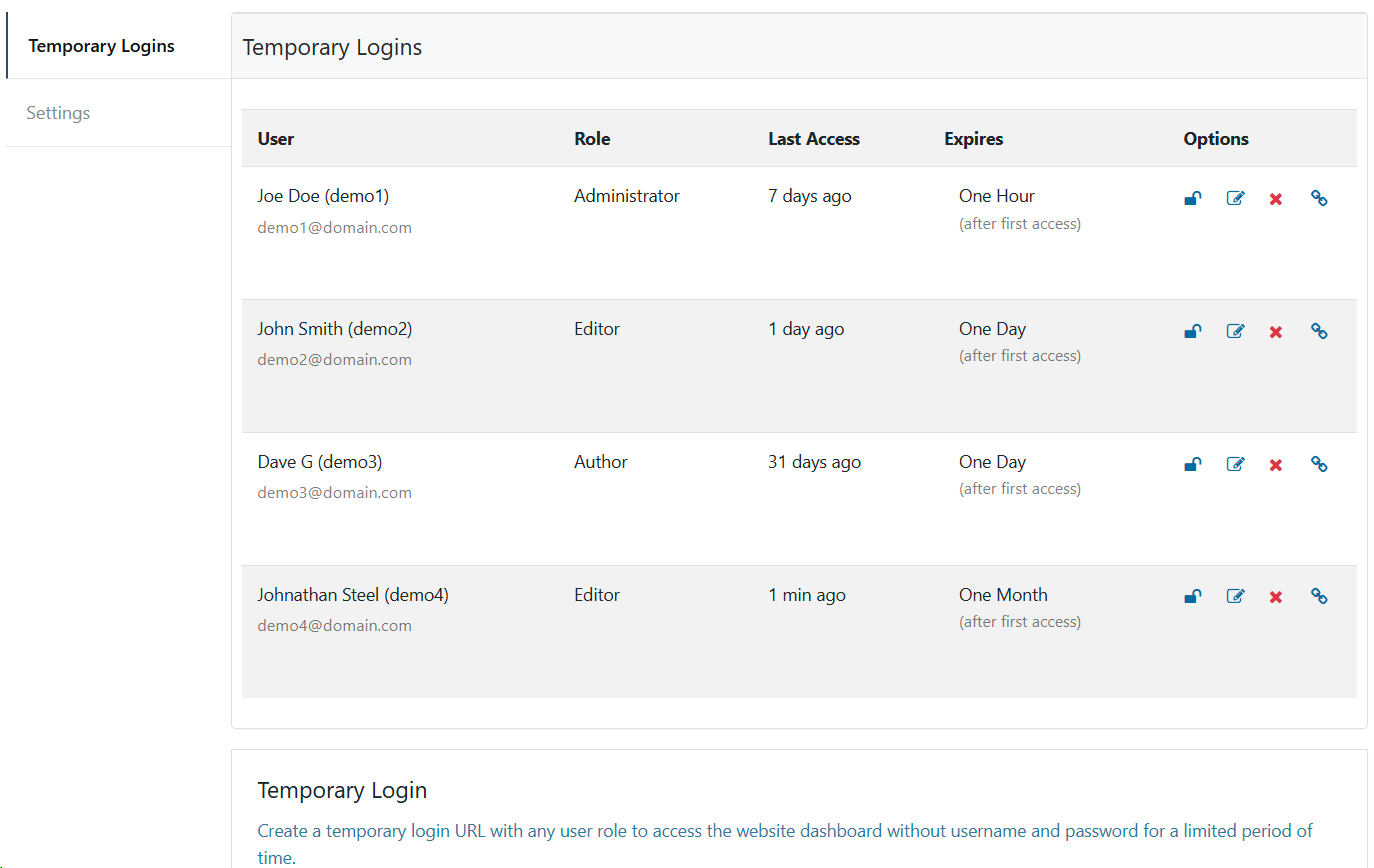 Temporary Logins
Settings
Temporary Logins
User Role Last Access Expires Options
Joe Doe (demo1) Administrator 7 days ago One Hour
demo1@domain.com (after first access)
John Smith (demo2) Editor 1 day ago One Day
demo2@domain.com (after first access)
Dave G (demo3) Author 31 days ago One Day
demo3@domain.com (after first access)
Johnathan Steel (demo4) Editor 1 min ago One Month
demo4@domain.com (after first access)
Temporary Login
Create a temporary login URL with any user role to access the website dashboard without username and password for a limited period of
time.